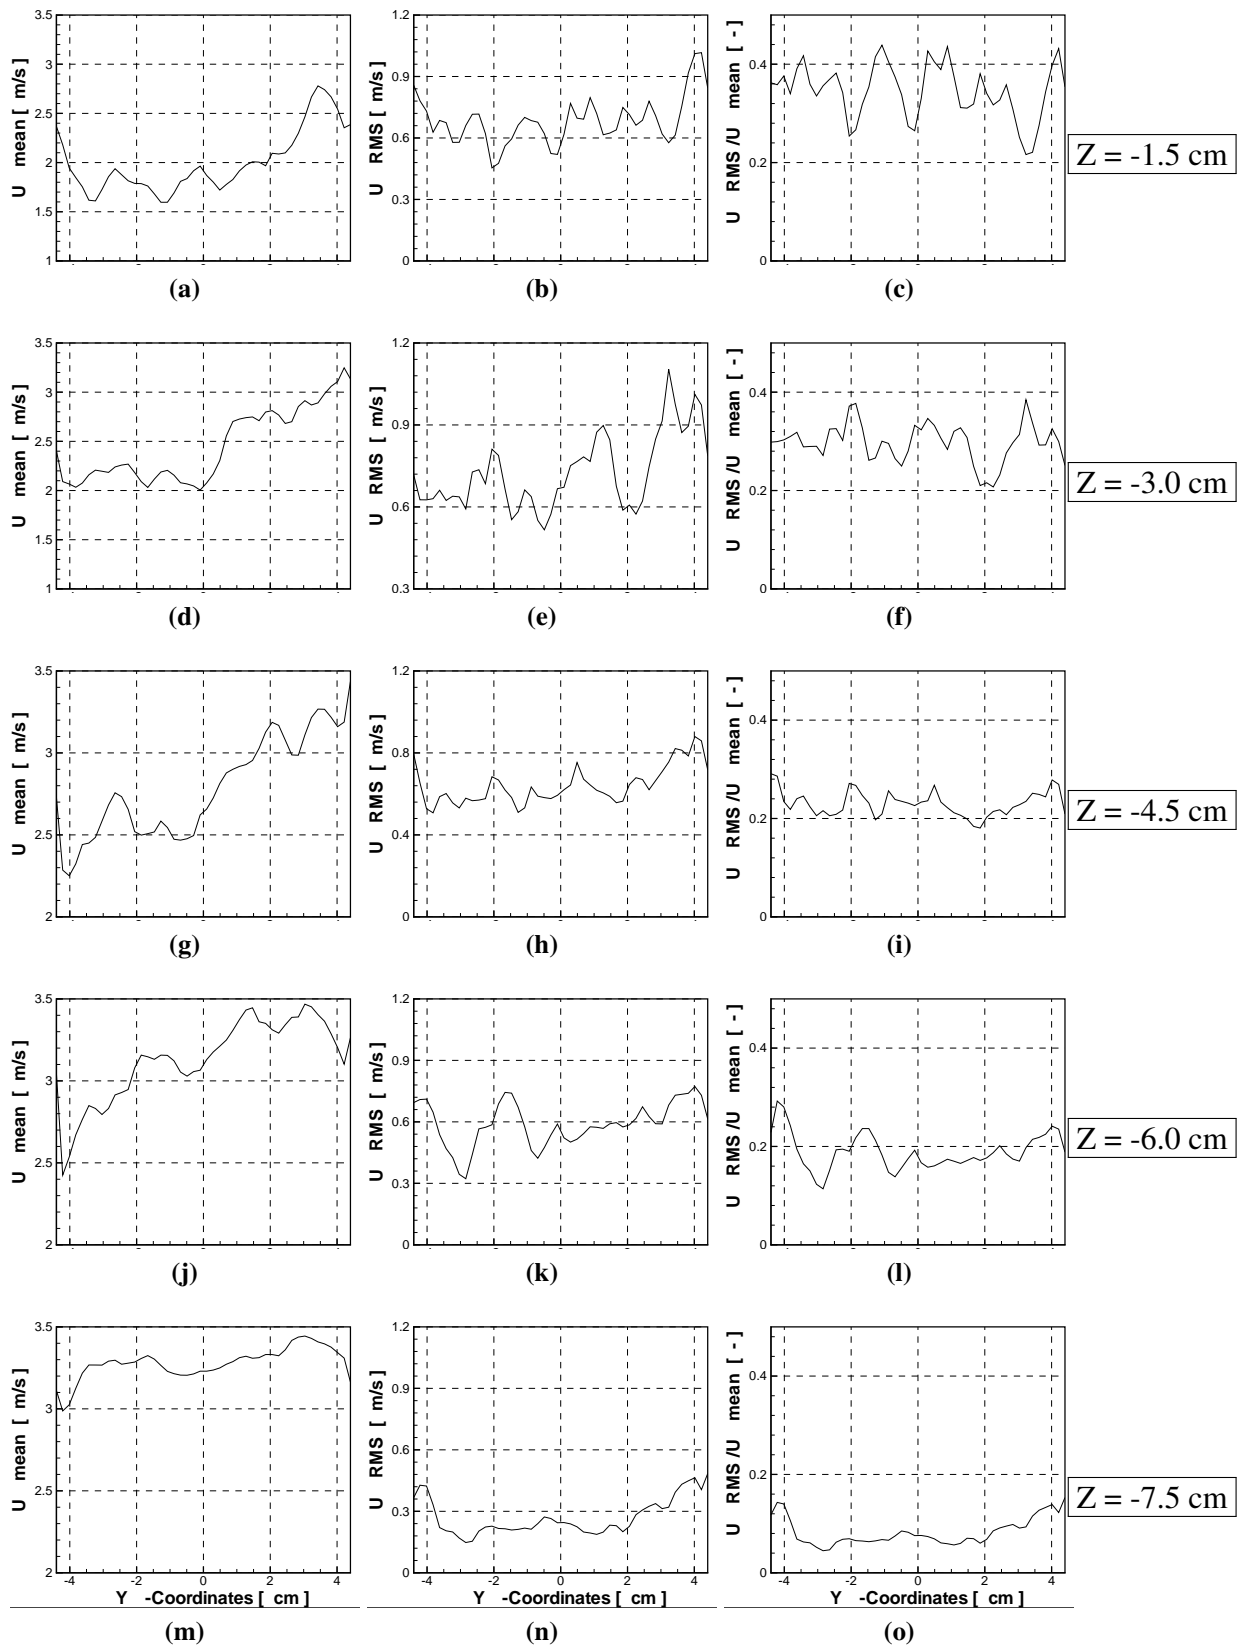 U mean [ m/s ]
3.5
3
2.5
2
1.5
1
(a)
U RMS [ m/s ]
1.2
0.9
0.6
0.3
0
(b)
U RMS /U mean [ - ]
0.4
0.2
0
(c)
Z = -1.5 cm
U mean [ m/s ]
3.5
3
2.5
2
1.5
1
(d)
U RMS [ m/s ]
1.2
0.9
0.6
0.3
(e)
U RMS /U mean [ - ]
0.4
0.2
0
(f)
Z = -3.0 cm
U mean [ m/s ]
3.5
3
2.5
2
(g)
U RMS [ m/s ]
1.2
0.8
0.4
0
(h)
U RMS /U mean [ - ]
0.4
0.2
0
(i)
Z = -4.5 cm
U mean [ m/s ]
3.5
3
2.5
2
(j)
U RMS [ m/s ]
1.2
0.9
0.6
0.3
0
(k)
U RMS /U mean [ - ]
0.4
0.2
0
(l)
Z = -6.0 cm
U mean [ m/s ]
3.5
3
2.5
2
-4 -2 0 2 4
Y -Coordinates [ cm ]
(m)
U RMS [ m/s ]
1.2
0.9
0.6
0.3
0
-4 -2 0 2 4
Y -Coordinates [ cm ]
(n)
U RMS /U mean [ - ]
0.4
0.2
0
-4 -2 0 2 4
Y -Coordinates [ cm ]
(o)
Z = -7.5 cm